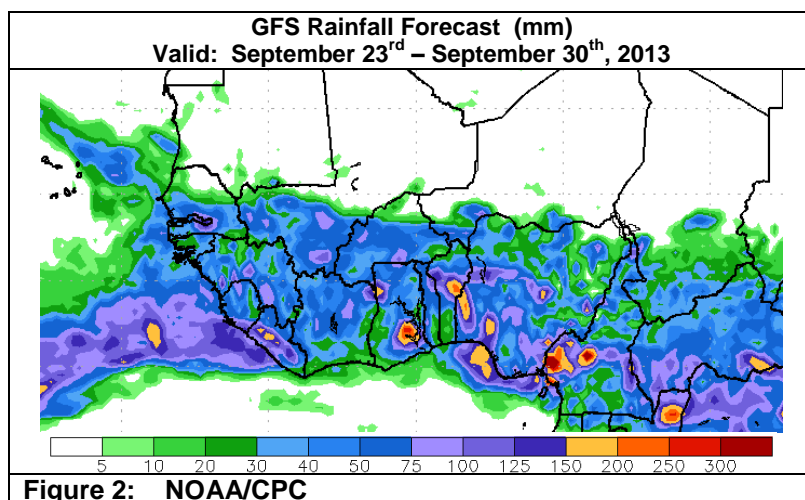 GFS Rainfall Forecast (mm)
Valid: September 23rd – September 30th, 2013
5 10 20 30 40 50 75 100 125 150 200 250 300
Figure 2: NOAA/CPC